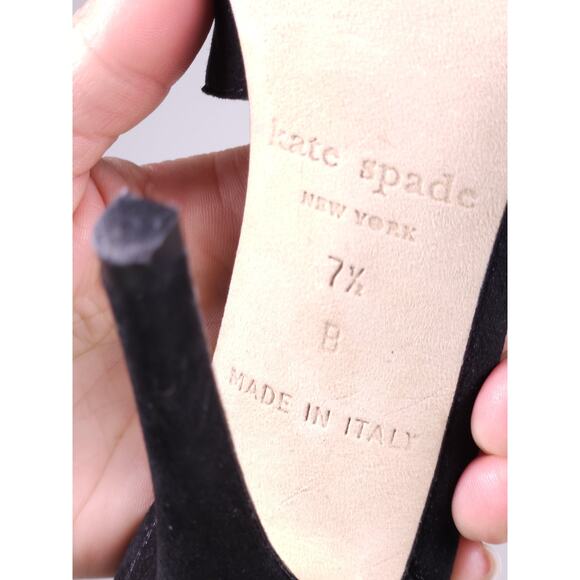 kate spade
NEW YORK
7½
B
MADE IN ITALY